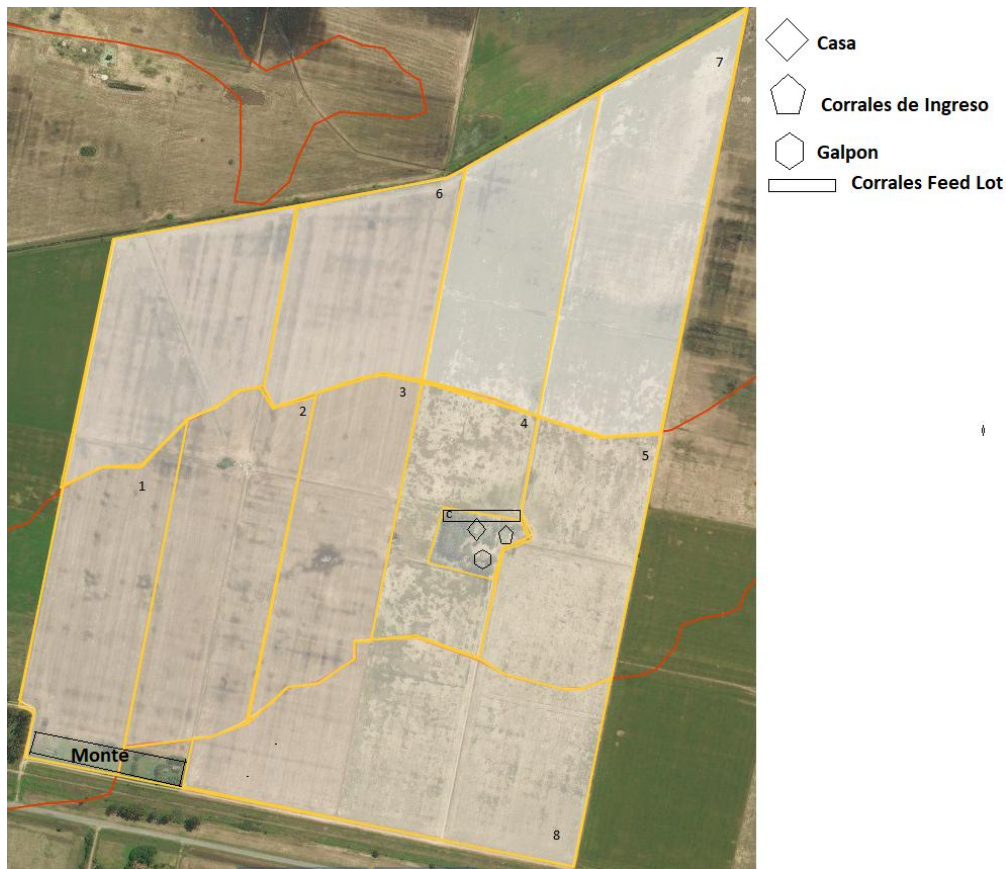 7
Casa
Corrales de Ingreso
Galpon
Corrales Feed Lot
6
3
2
4
5
1
C
Monte
8